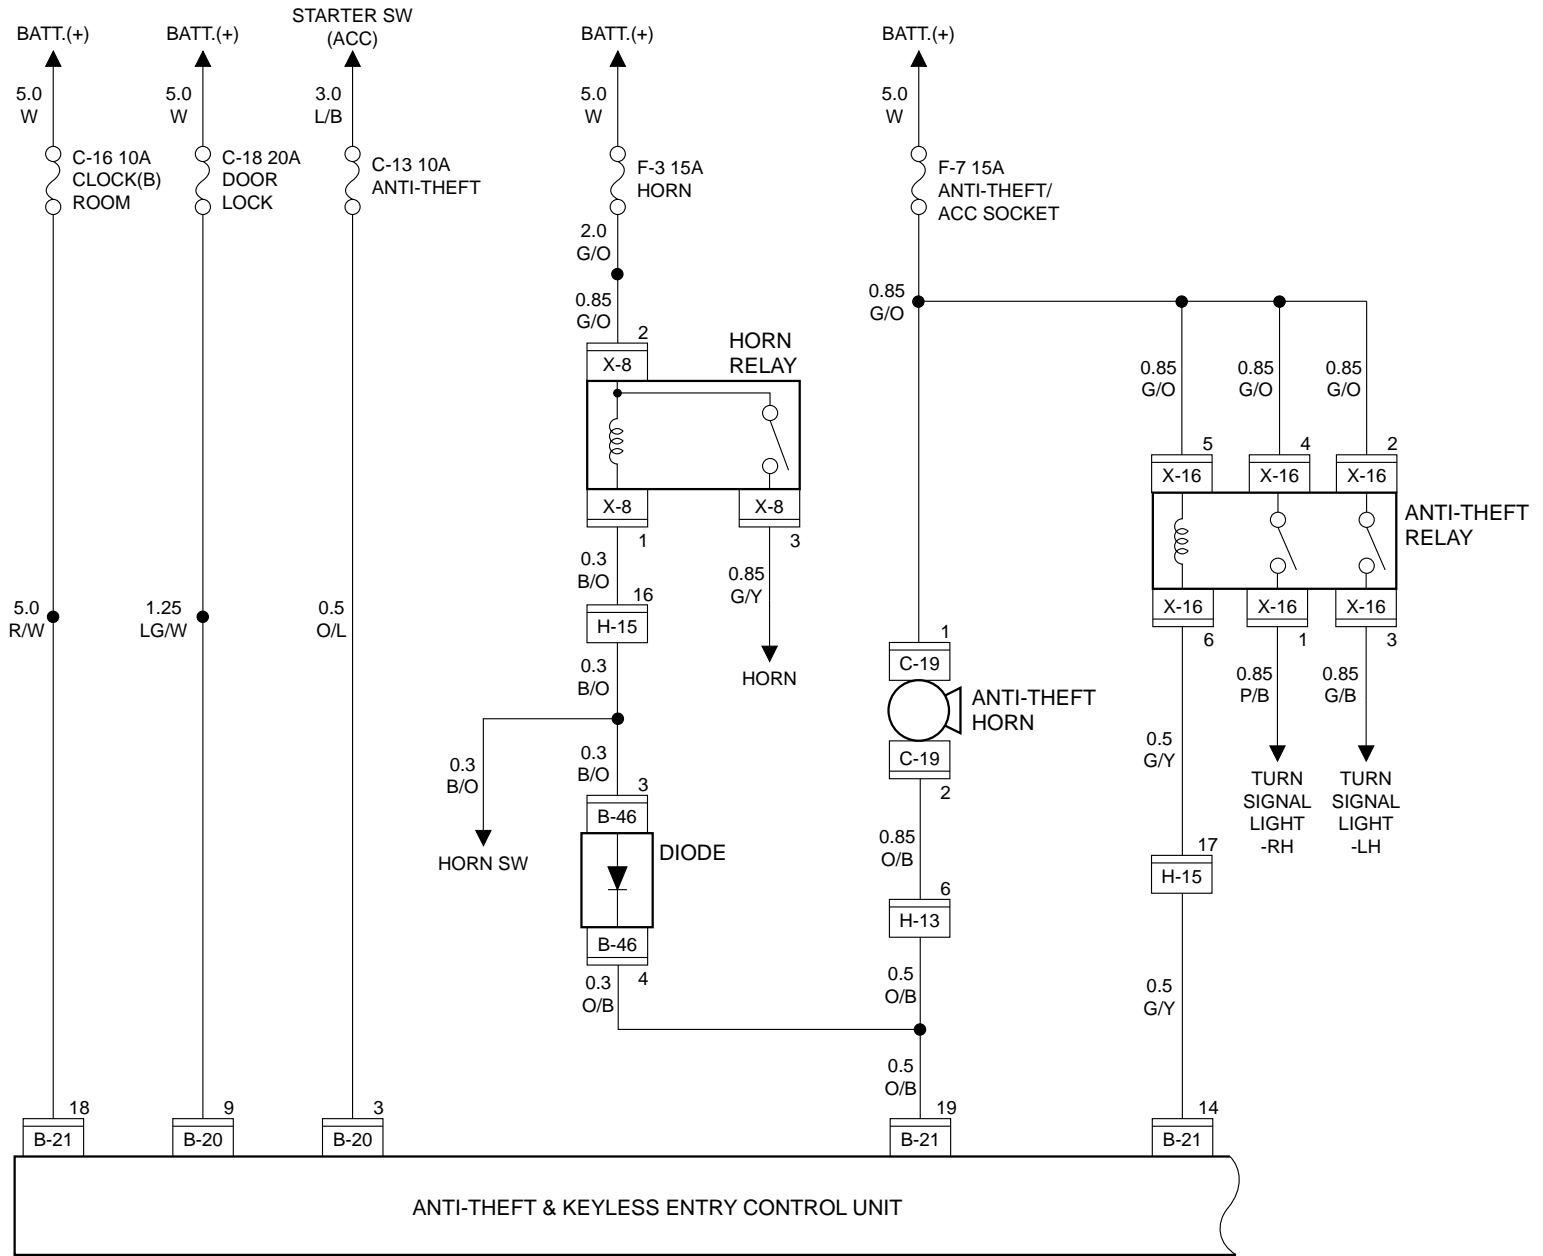 STARTER SW
BATT.(+) BATT.(+) (ACC) BATT.(+) BATT.(+)
5.0 5.0 3.0 5.0 5.0
W W L/B W W
C-16 10A
CLOCK(B)
ROOM
C-18 20A
DOOR
LOCK
C-13 10A
ANTI-THEFT
F-3 15A
HORN
F-7 15A
ANTI-THEFT/
ACC SOCKET
2.0
G/O
0.85
G/O
0.85
G/O
2
X-8
HORN
RELAY
0.85 0.85 0.85
G/O G/O G/O
5 4 2
X-16 X-16 X-16
ANTI-THEFT
RELAY
X-8 X-8
1 3
0.3
B/O
0.85
G/Y
X-16 X-16 X-16
6 1 3
5.0
R/W
1.25
LG/W
0.5
O/L
16
H-15
0.3
B/O
HORN
1
C-19
ANTI-THEFT
HORN
C-19
2
0.85
P/B
0.85
G/B
0.5
G/Y
TURN
SIGNAL
LIGHT
-RH
TURN
SIGNAL
LIGHT
-LH
0.3
B/O
HORN SW
0.3
B/O
3
B-46
DIODE
B-46
4
0.3
O/B
0.85
O/B
6
H-13
0.5
O/B
0.5
O/B
17
H-15
0.5
G/Y
18 9 3 19 14
B-21 B-20 B-20 B-21 B-21
ANTI-THEFT & KEYLESS ENTRY CONTROL UNIT